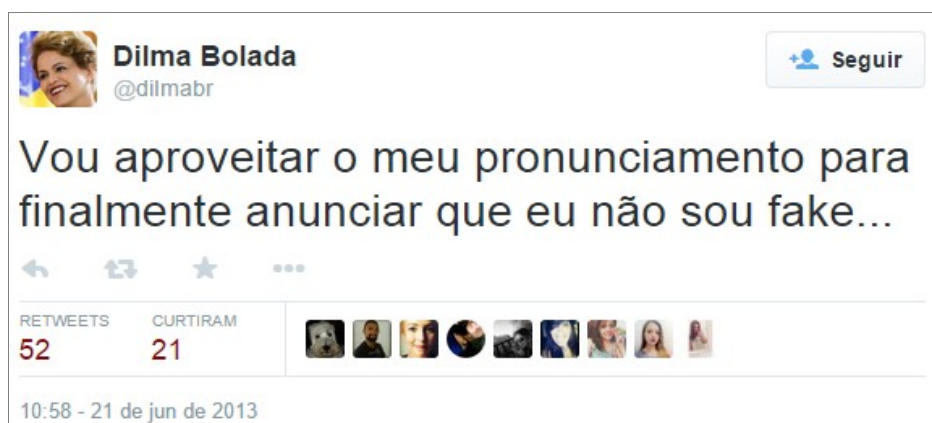 Dilma Bolada
@dilmabr
Seguir
Vou aproveitar o meu pronunciamento para
finalmente anunciar que eu não sou fake...
RETWEETS CURTIRAM
52 21
10:58 - 21 de jun de 2013